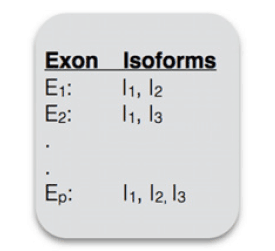 Exon Isoforms
E₁: I₁, I₂
E₂: I₁, I₃
.
.
Eₚ: I₁, I₂, I₃